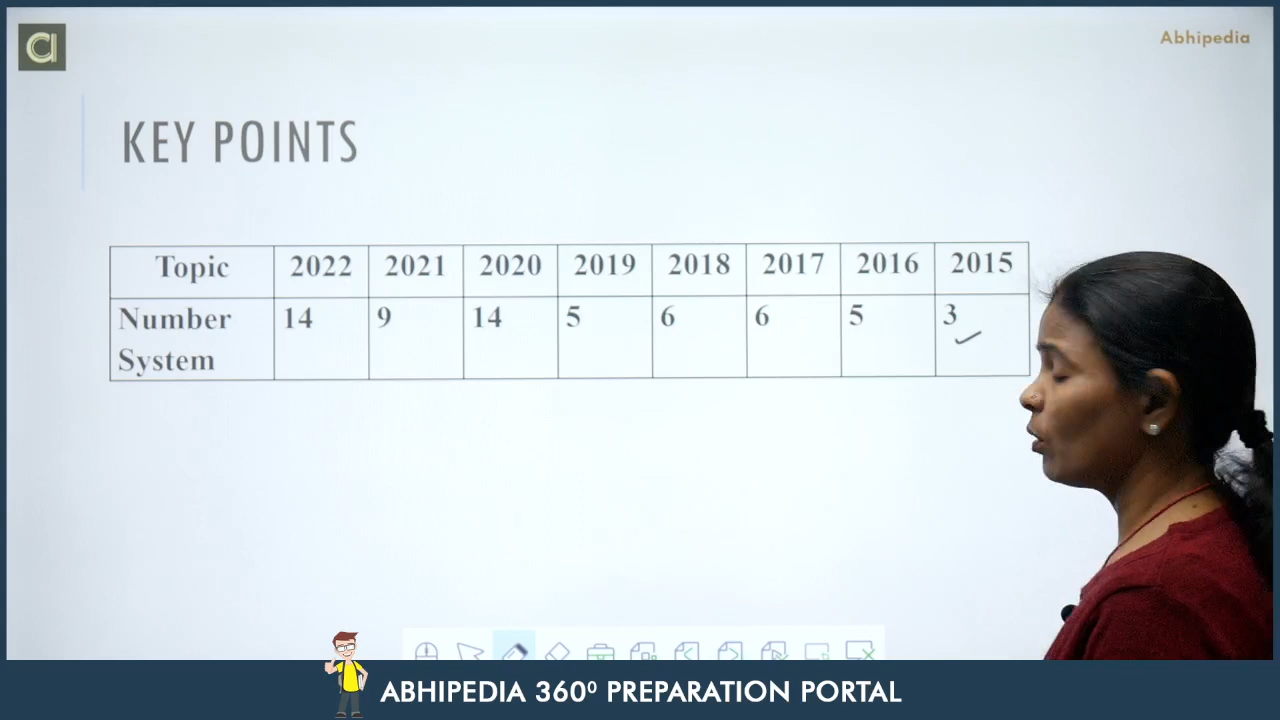 Abhipedia
KEY POINTS
Topic 2022 2021 2020 2019 2018 2017 2016 2015
Number System 14 9 14 5 6 6 5 3
ABHIPEDIA 360⁰ PREPARATION PORTAL